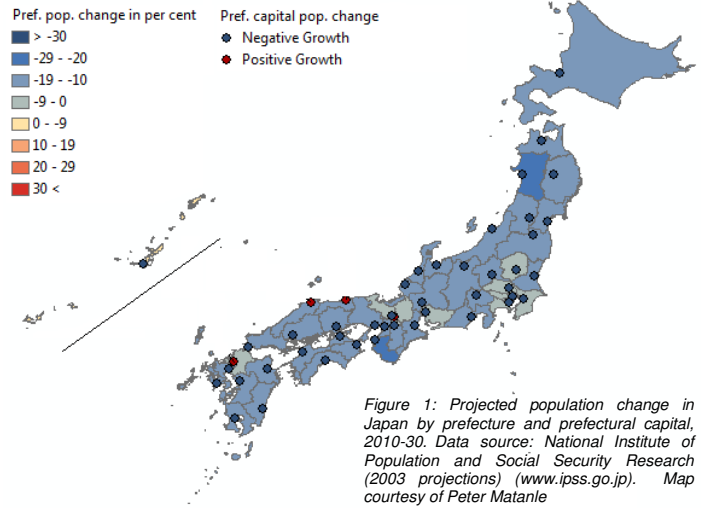 Pref. pop. change in per cent
> -30
-29 - -20
-19 - -10
-9 - 0
0 - -9
10 - 19
20 - 29
30 <
Pref. capital pop. change
Negative Growth
Positive Growth
Figure 1: Projected population change in
Japan by prefecture and prefectural capital,
2010-30. Data source: National Institute of
Population and Social Security Research
(2003 projections) (www.ipss.go.jp). Map
courtesy of Peter Matanle